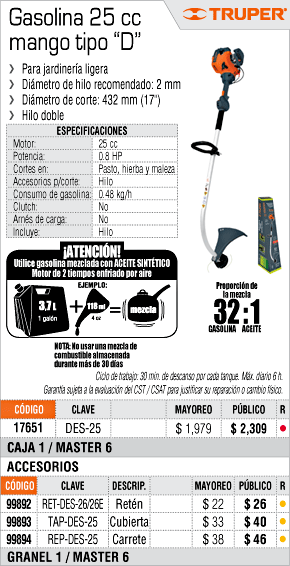 Gasolina 25 cc
mango tipo "D"
TRUPER®
Para jardinería ligera
Diámetro de hilo recomendado: 2 mm
Diámetro de corte: 432 mm (17")
Hilo doble
ESPECIFICACIONES
Motor: 25 cc
Potencia: 0.8 HP
Cortes en: Pasto, hierba y maleza
Accesorios p/corte: Hilo
Consumo de gasolina: 0.48 kg/h
Clutch: No
Arnés de carga: No
Incluye: Hilo
¡ATENCIÓN!
Utilice gasolina mezclada con ACEITE SINTÉTICO
Motor de 2 tiempos enfriado por aire
EJEMPLO:
3,7 L
1 galón
+
118 ml
4 oz
=
mezcla
NOTA: No usar una mezcla de
combustible almacenada
durante más de 30 días
Proporción de
la mezcla
32:1
GASOLINA ACEITE
Ciclo de trabajo: 30 min. de descanso por cada tanque. Máx. diario 6 h.
Garantía sujeta a la evaluación del CST / CSAT para justificar su reparación o cambio físico.
CÓDIGO CLAVE MAYOREO PÚBLICO R
17651 DES-25 $ 1,979 $ 2,309
CAJA 1 / MASTER 6
ACCESORIOS
CÓDIGO CLAVE DESCRIP. MAYOREO PÚBLICO R
99892 RET-DES-26/26E Retén $ 22 $ 26
99893 TAP-DES-25 Cubierta $ 33 $ 40
99894 REP-DES-25 Carrete $ 38 $ 46
GRANEL 1 / MASTER 6